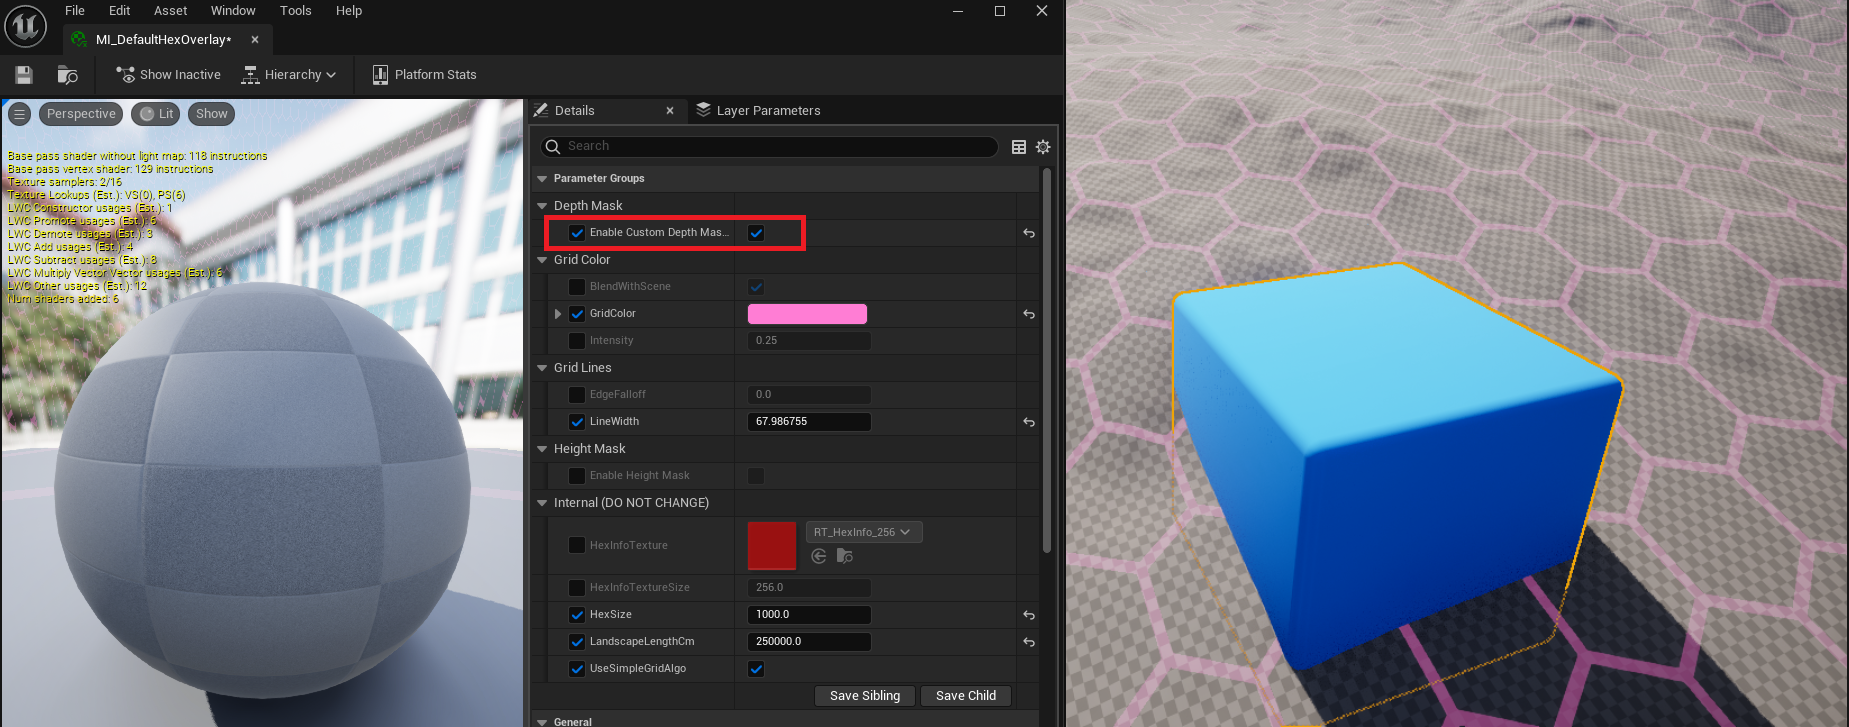 File Edit Asset Window Tools Help
MI_DefaultHexOverlay*
Show Inactive Hierarchy Platform Stats
Perspective Lit Show
Base pass shader without light map: 118 instructions
Base pass vertex shader: 129 instructions
Texture samplers: 2/16
Texture Lookups (Est.): VS(0), PS(6)
LWC Constructor usages (Est.): 1
LWC Promote usages (Est.): 6
LWC Demote usages (Est.): 3
LWC Add usages (Est.): 4
LWC Subtract usages (Est.): 8
LWC Multiply Vector Vector usages (Est.): 6
LWC Other usages (Est.): 12
Num shaders added: 6
Details Layer Parameters
Search
Parameter Groups
Depth Mask
Enable Custom Depth Mas...
Grid Color
BlendWithScene
GridColor
Intensity 0.25
Grid Lines
EdgeFalloff 0.0
LineWidth 67.986755
Height Mask
Enable Height Mask
Internal (DO NOT CHANGE)
HexInfoTexture RT_HexInfo_256
HexInfoTextureSize 256.0
HexSize 1000.0
LandscapeLengthCm 250000.0
UseSimpleGridAlgo
Save Sibling Save Child
General